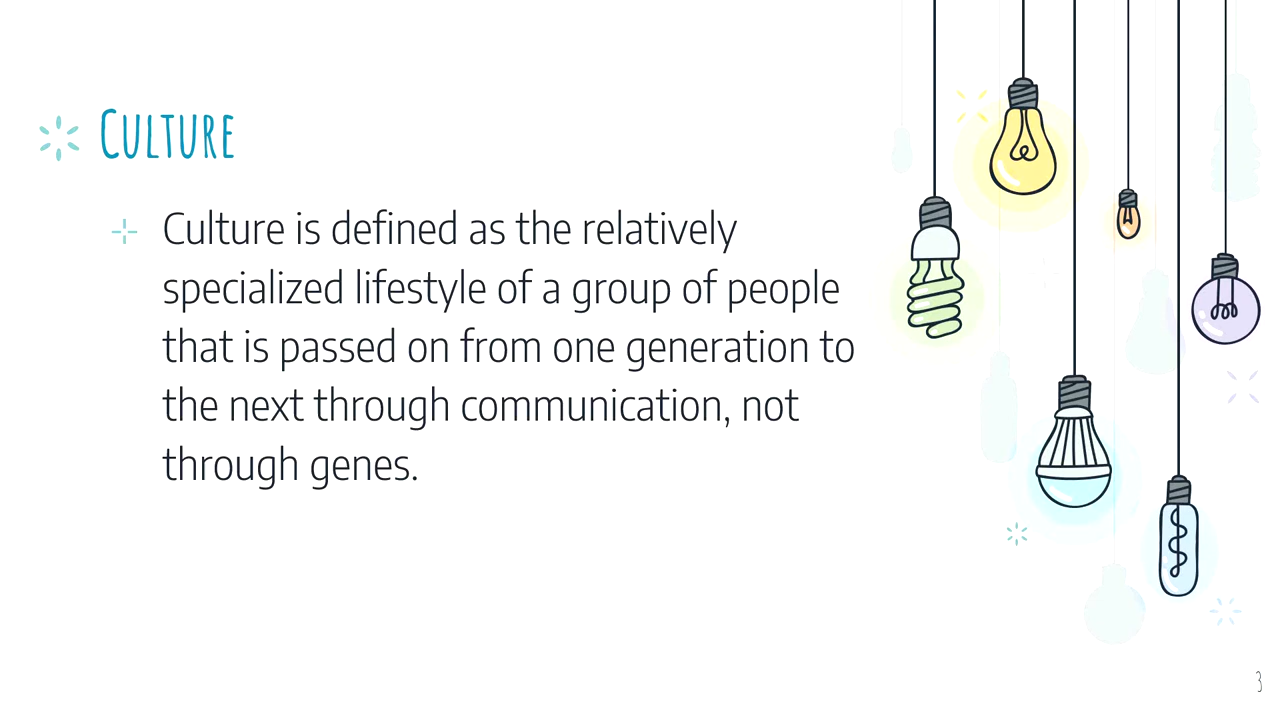 Culture
Culture is defined as the relatively
specialized lifestyle of a group of people
that is passed on from one generation to
the next through communication, not
through genes.
3